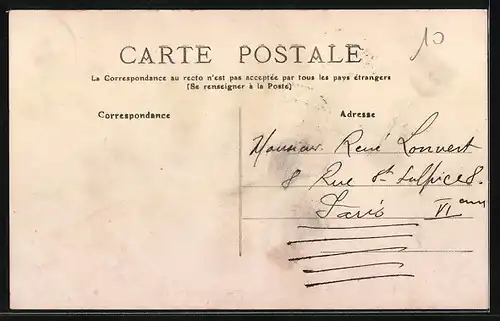 10
CARTE POSTALE
La Correspondance au recto n'est pas acceptée par tous les pays étrangers
(Se renseigner à la Poste)
Correspondance
Adresse
Monsieur René Louvert
8 Rue St Sulpice 8.
Paris VI eme